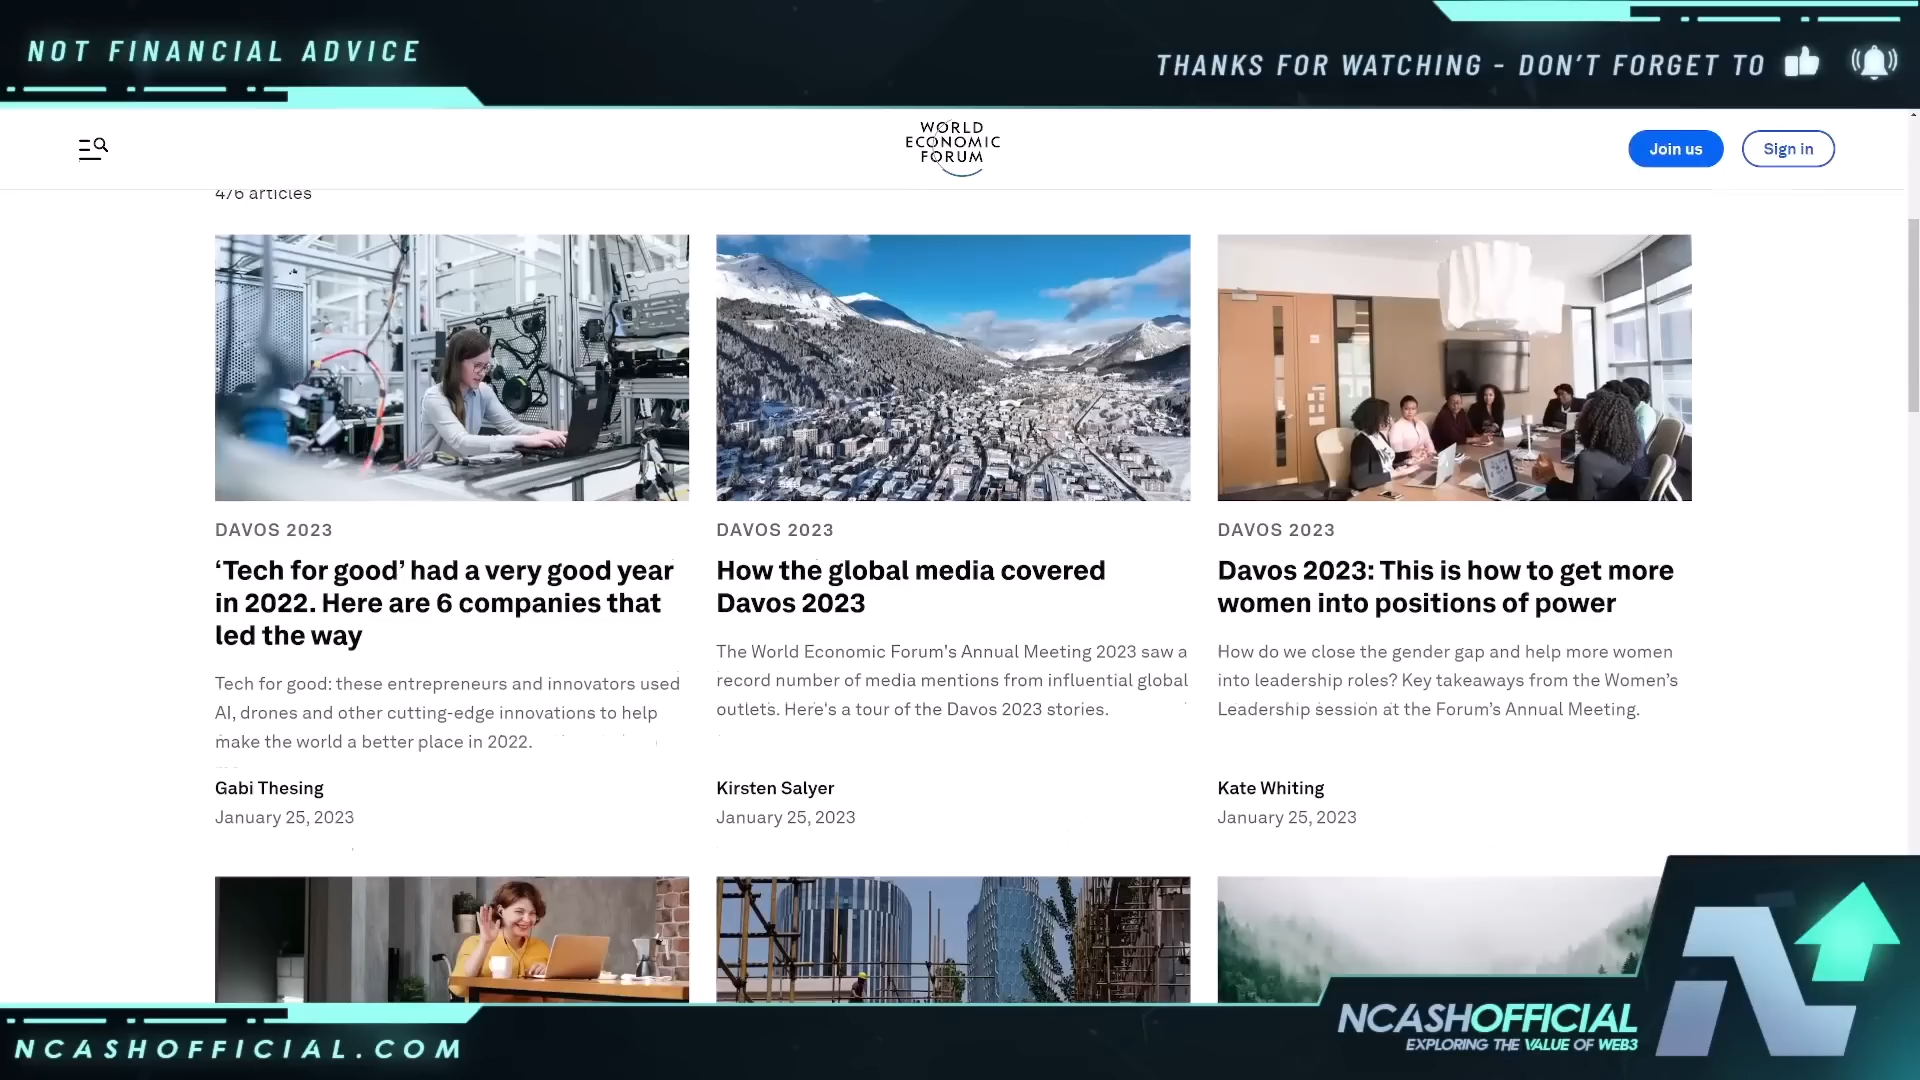 NOT FINANCIAL ADVICE
THANKS FOR WATCHING - DON'T FORGET TO
WORLD
ECONOMIC
FORUM
Join us
Sign in
476 articles
DAVOS 2023
‘Tech for good’ had a very good year
in 2022. Here are 6 companies that
led the way
Tech for good: these entrepreneurs and innovators used
AI, drones and other cutting-edge innovations to help
make the world a better place in 2022.
Gabi Thesing
January 25, 2023
DAVOS 2023
How the global media covered
Davos 2023
The World Economic Forum's Annual Meeting 2023 saw a
record number of media mentions from influential global
outlets. Here's a tour of the Davos 2023 stories.
Kirsten Salyer
January 25, 2023
DAVOS 2023
Davos 2023: This is how to get more
women into positions of power
How do we close the gender gap and help more women
into leadership roles? Key takeaways from the Women’s
Leadership session at the Forum’s Annual Meeting.
Kate Whiting
January 25, 2023
NCASHOFFICIAL.COM
NCASHOFFICIAL
EXPLORING THE VALUE OF WEB3